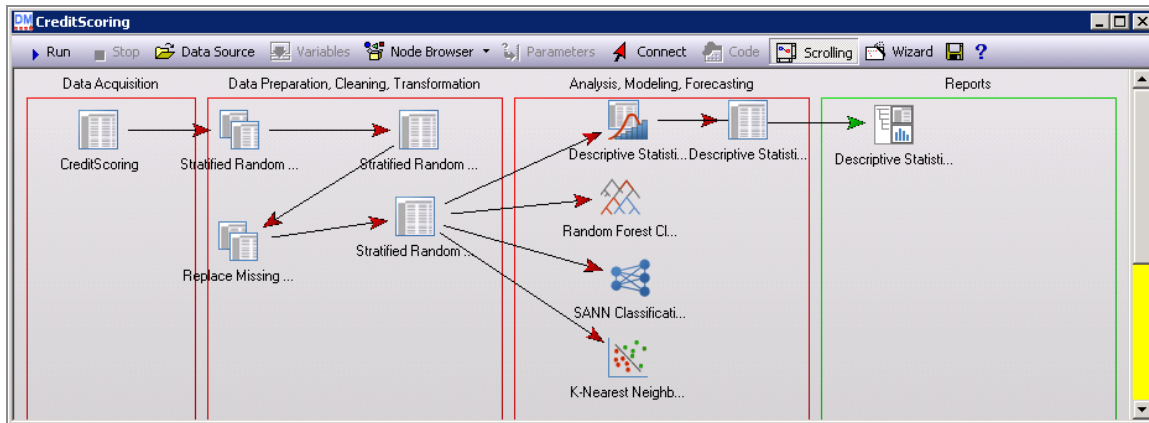 DM CreditScoring
Run Stop Data Source Variables Node Browser Parameters Connect Code Scrolling Wizard ?
Data Acquisition Data Preparation, Cleaning, Transformation Analysis, Modeling, Forecasting Reports
CreditScoring Stratified Random ... Stratified Random ... Descriptive Statisti... Descriptive Statisti... Descriptive Statisti...
Random Forest Cl...
Stratified Random ...
Replace Missing ...
SANN Classificati...
K-Nearest Neighb...